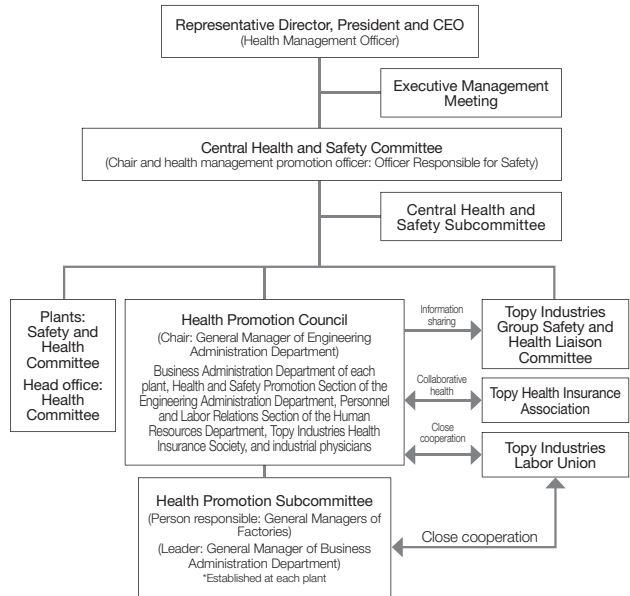 Representative Director, President and CEO
(Health Management Officer)
Executive Management
Meeting
Central Health and Safety Committee
(Chair and health management promotion officer: Officer Responsible for Safety)
Central Health and
Safety Subcommittee
Plants:
Safety and
Health
Committee
Head office:
Health
Committee
Health Promotion Council
(Chair: General Manager of Engineering
Administration Department)
Business Administration Department of each
plant, Health and Safety Promotion Section of the
Engineering Administration Department, Personnel
and Labor Relations Section of the Human
Resources Department, Topy Industries Health
Insurance Society, and industrial physicians
Information
sharing
Topy Industries
Group Safety and
Health Liaison
Committee
Collaborative
health
Topy Health Insurance
Association
Close
cooperation
Topy Industries
Labor Union
Health Promotion Subcommittee
(Person responsible: General Managers of
Factories)
(Leader: General Manager of Business
Administration Department)
*Established at each plant
Close cooperation